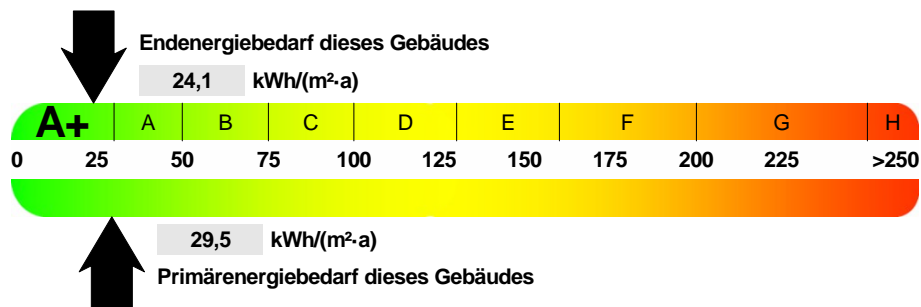 Endenergiebedarf dieses Gebäudes
24,1 kWh/(m²·a)
A+ A B C D E F G H
0 25 50 75 100 125 150 175 200 225 >250
29,5 kWh/(m²·a)
Primärenergiebedarf dieses Gebäudes